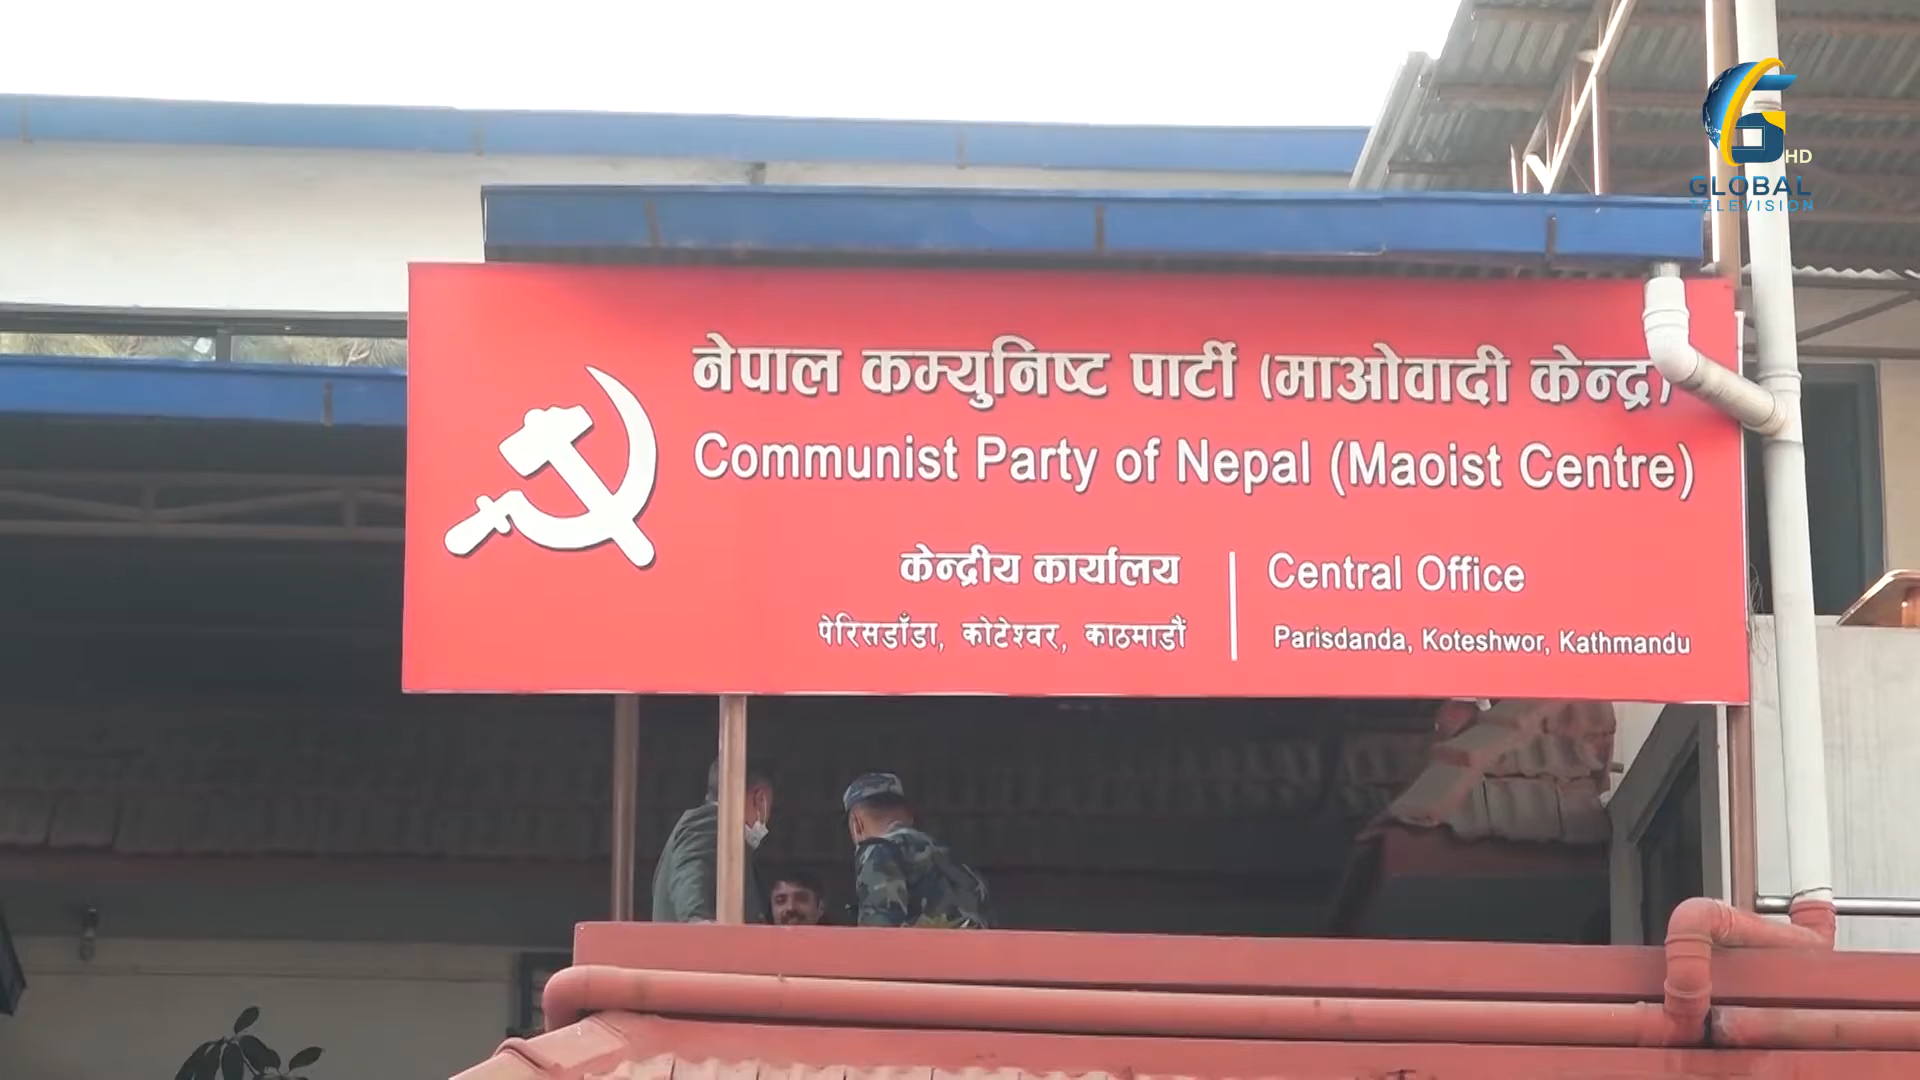 नेपाल कम्युनिष्ट पार्टी (माओवादी केन्द्र)
Communist Party of Nepal (Maoist Centre)
केन्द्रीय कार्यालय
पेरिसडाँडा, कोटेश्वर, काठमाडौं
Central Office
Parisdanda, Koteshwor, Kathmandu
HD
GLOBAL
TELEVISION